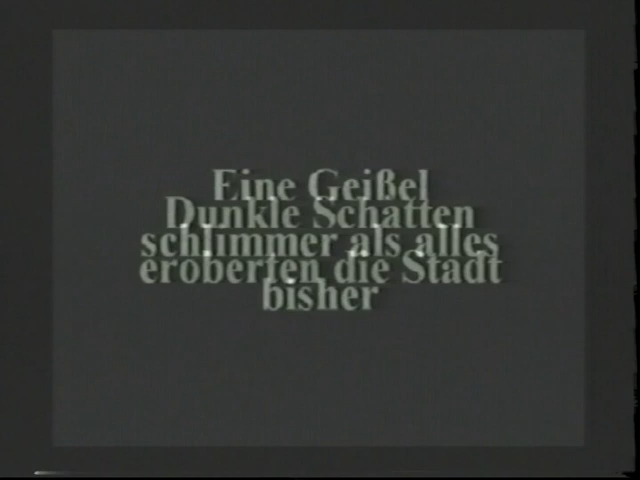 Eine Geißel
Dunkle Schatten
schlimmer als alles
eroberten die Stadt
bisher